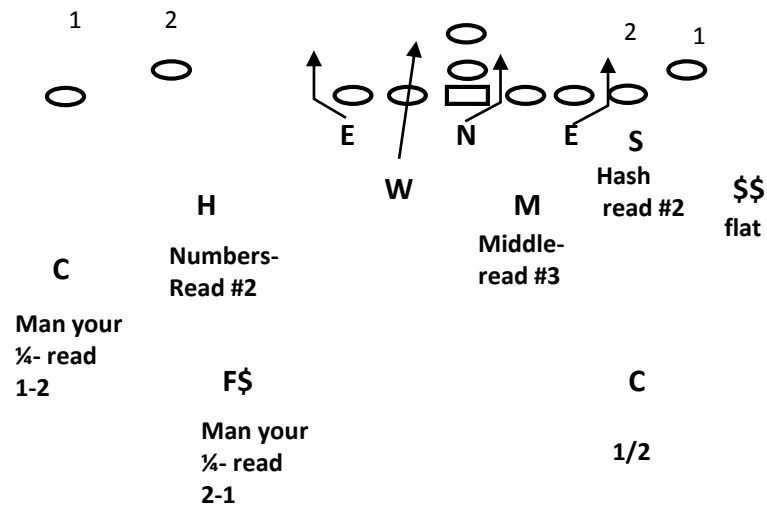 1 2 2 1
E N E
S
W
Hash
read #2
$$
flat
H
M
Numbers-
Read #2
Middle-
read #3
C
Man your
¼- read
1-2
F$
C
Man your
¼- read
2-1
1/2